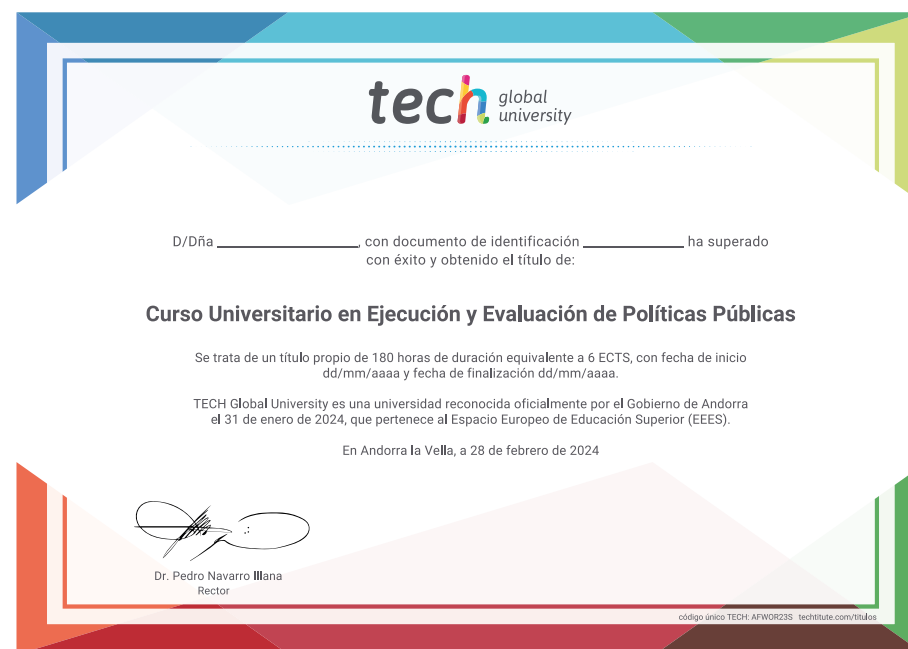 tech global university
D/Dña ____________, con documento de identificación ____________ ha superado
con éxito y obtenido el título de:
Curso Universitario en Ejecución y Evaluación de Políticas Públicas
Se trata de un título propio de 180 horas de duración equivalente a 6 ECTS, con fecha de inicio
dd/mm/aaaa y fecha de finalización dd/mm/aaaa.
TECH Global University es una universidad reconocida oficialmente por el Gobierno de Andorra
el 31 de enero de 2024, que pertenece al Espacio Europeo de Educación Superior (EEES).
En Andorra la Vella, a 28 de febrero de 2024
Dr. Pedro Navarro Illana
Rector
código único TECH: AFWOR23S techtitute.com/titulos